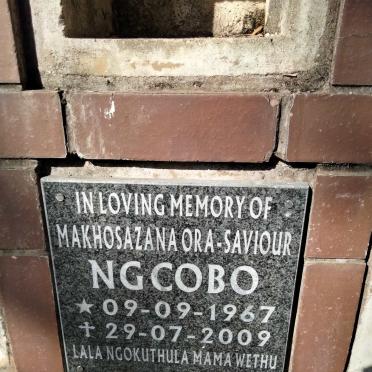 IN LOVING MEMORY OF
MAKHOSAZANA ORA-SAVIOUR
NGCOBO
★ 09-09-1967
✝ 29-07-2009
LALA NGOKUTHULA MAMA WETHU